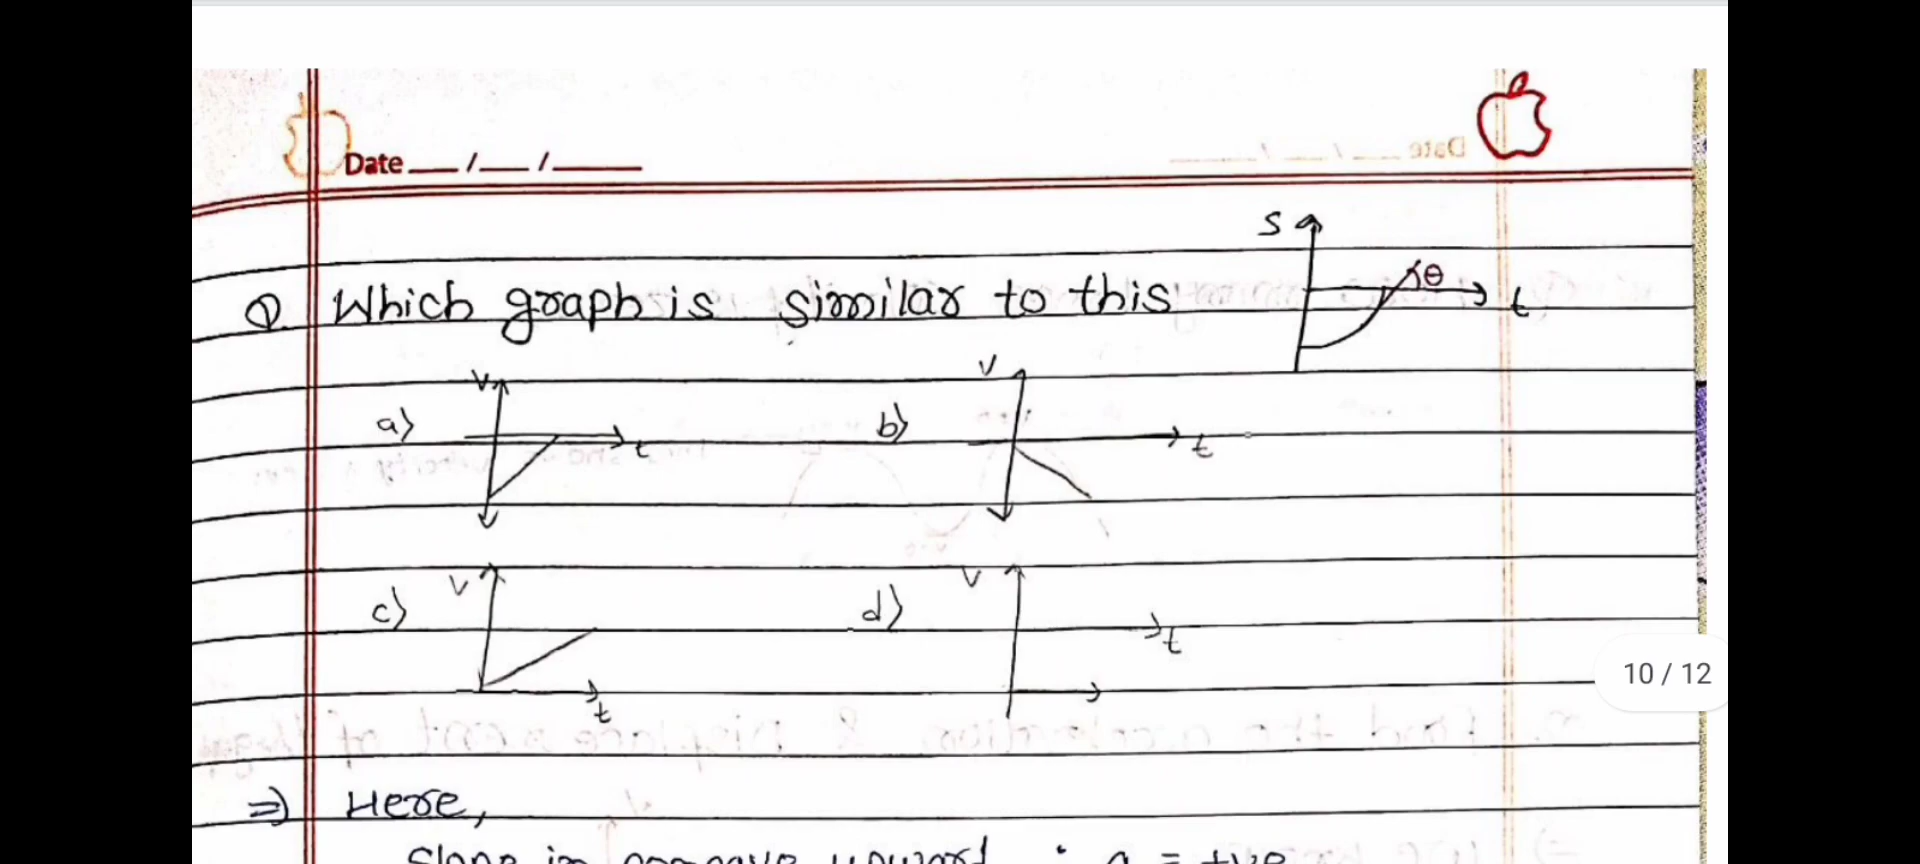 Date __ / __ / ____
S
Q. Which graph is similar to this
θ
t
a) V t
b) V t
c) V t
d) V t
10 / 12
⇒ Here,